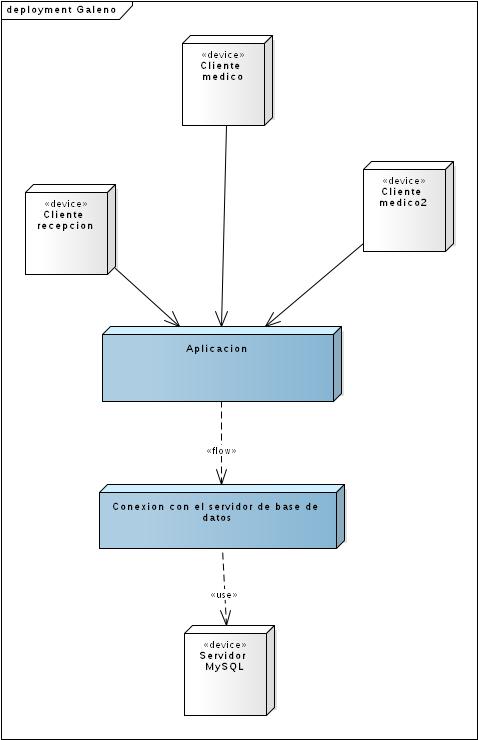 deployment Galeno
«device»
Cliente
medico
«device»
Cliente
recepcion
«device»
Cliente
medico2
Aplicacion
«flow»
Conexion con el servidor de base de
datos
«use»
«device»
Servidor
MySQL